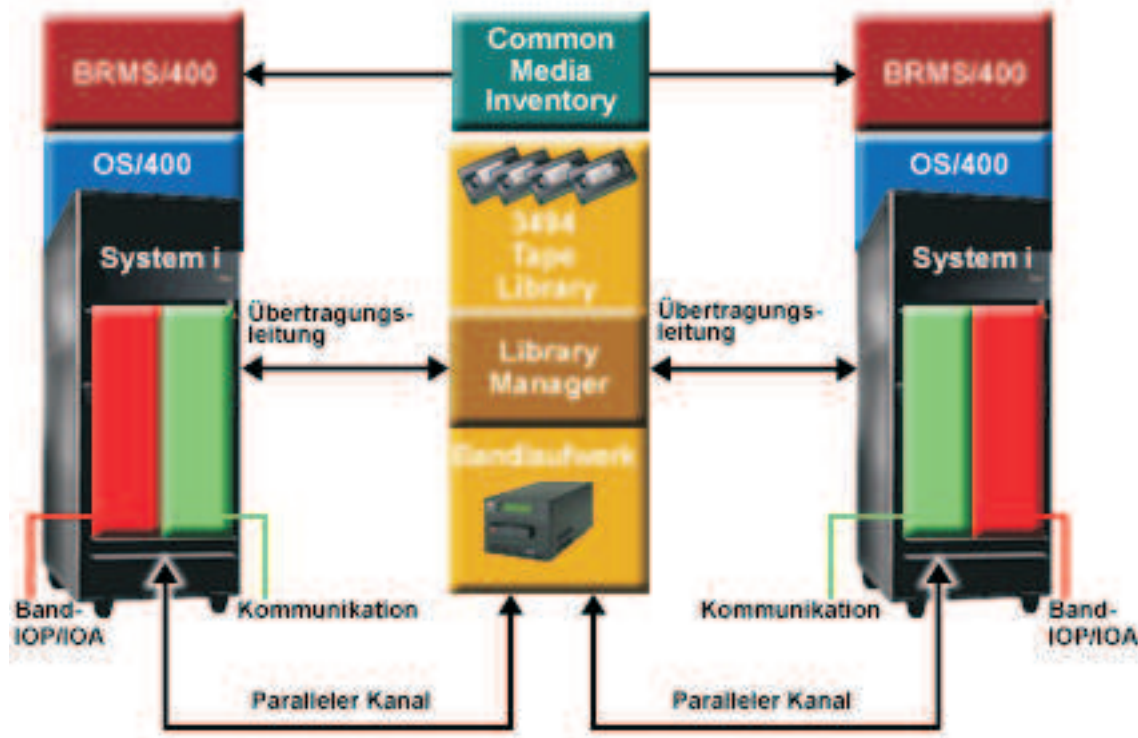 BRMS/400
Common
Media
Inventory
BRMS/400
OS/400
OS/400
3494
Tape
Library
System i
System i
Übertragungs-
leitung
Übertragungs-
leitung
Library
Manager
Bandlaufwerk
Band-
IOP/IOA
Kommunikation
Kommunikation
Band-
IOP/IOA
Paralleler Kanal
Paralleler Kanal